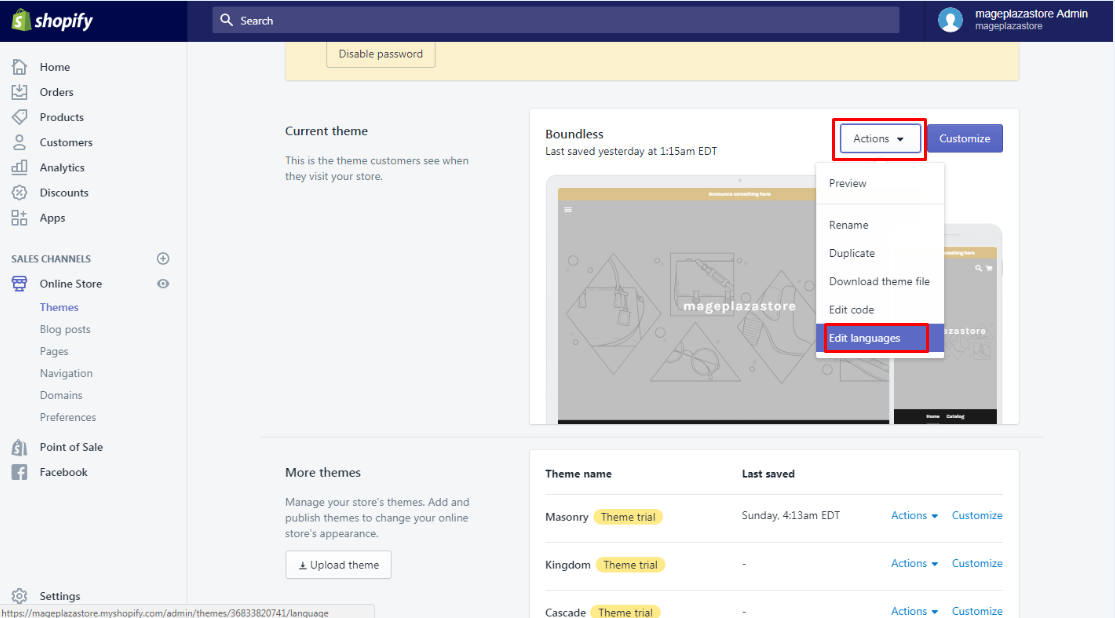 shopify
Search
mageplazastore Admin
mageplazastore
Home
Orders
Products
Customers
Analytics
Discounts
Apps
SALES CHANNELS
Online Store
Themes
Blog posts
Pages
Navigation
Domains
Preferences
Point of Sale
Facebook
Settings
https://mageplazastore.myshopify.com/admin/themes/36833820741/language
Disable password
Current theme
This is the theme customers see when
they visit your store.
Boundless
Last saved yesterday at 1:15am EDT
Actions
Customize
Preview
Rename
Duplicate
Download theme file
Edit code
Edit languages
Announce something here
mageplazastore
mething here
zastore
Home Catalog
More themes
Manage your store's themes. Add and
publish themes to change your online
store's appearance.
Upload theme
Theme name Last saved
Masonry Theme trial Sunday, 4:13am EDT Actions Customize
Kingdom Theme trial - Actions Customize
Cascade Theme trial - Actions Customize